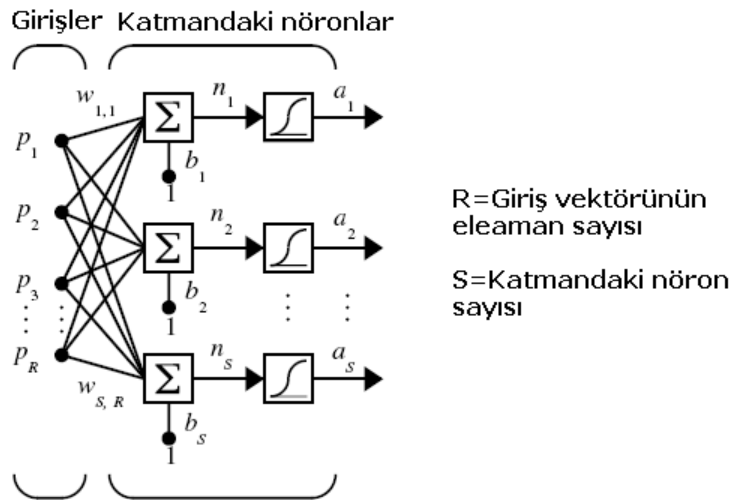 Girişler Katmandaki nöronlar
w1,1 n1 a1
p1
b1
1
p2 n2 a2
p3
b2
1
pR nS aS
wS, R
bS
1
R=Giriş vektörünün
eleaman sayısı
S=Katmandaki nöron
sayısı
Σ
Σ
Σ